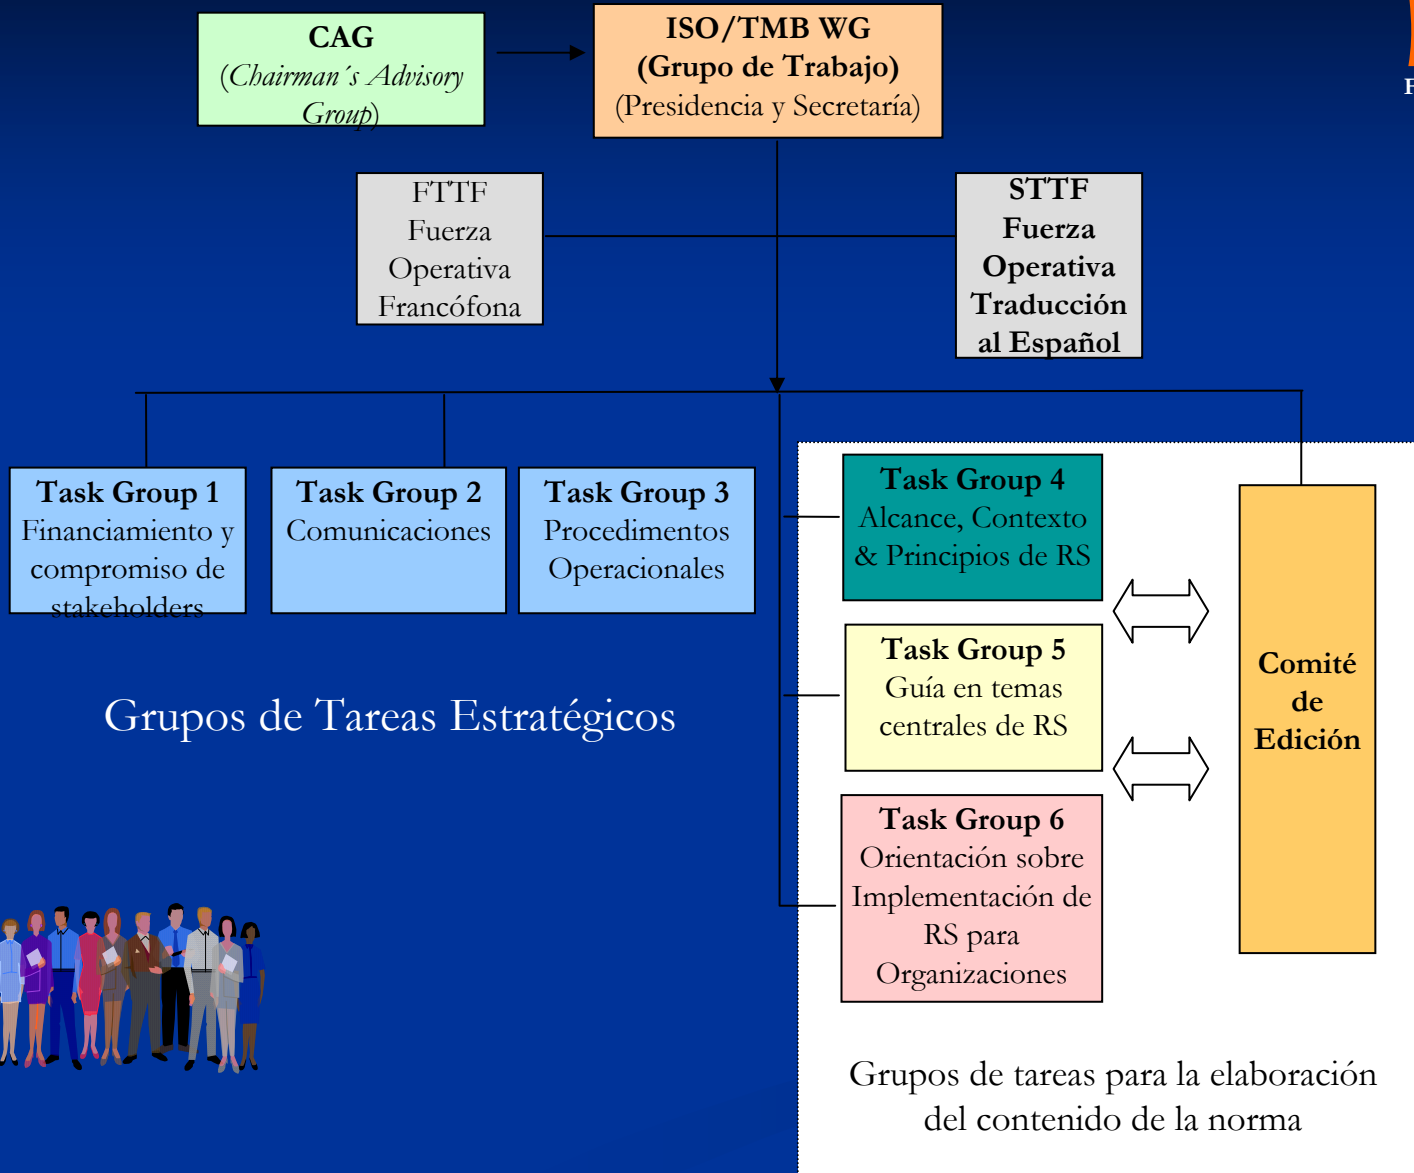 CAG
(Chairman´s Advisory
Group)
ISO/TMB WG
(Grupo de Trabajo)
(Presidencia y Secretaría)
F
FTTF
Fuerza
Operativa
Francófona
STTF
Fuerza
Operativa
Traducción
al Español
Task Group 1
Financiamiento y
compromiso de
stakeholders
Task Group 2
Comunicaciones
Task Group 3
Procedimentos
Operacionales
Task Group 4
Alcance, Contexto
& Principios de RS
Task Group 5
Guía en temas
centrales de RS
Task Group 6
Orientación sobre
Implementación de
RS para
Organizaciones
Comité
de
Edición
Grupos de Tareas Estratégicos
Grupos de tareas para la elaboración
del contenido de la norma